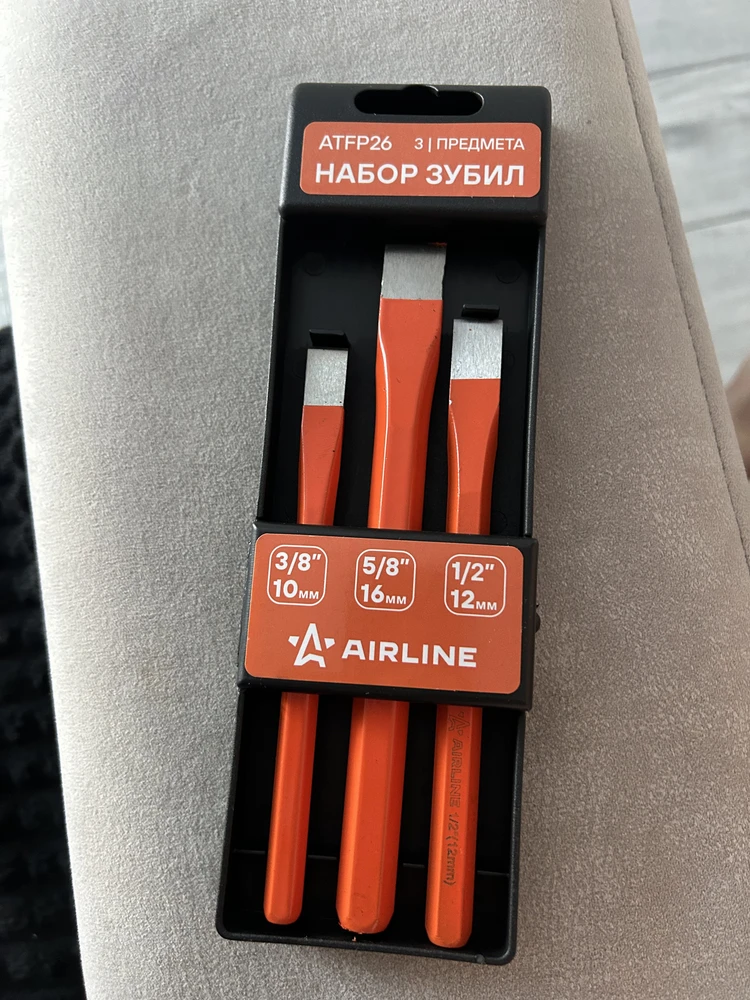 ATFP26 3 | ПРЕДМЕТА
НАБОР ЗУБИЛ
3/8" 5/8" 1/2"
10мм 16мм 12мм
AIRLINE
AIRLINE 1/2"(12mm)